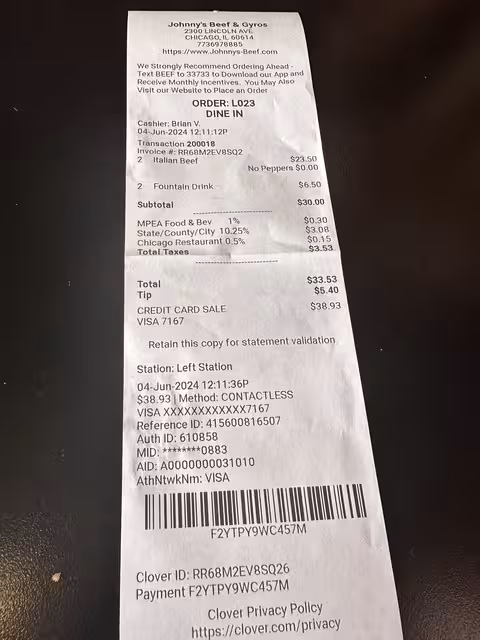 Johnny's Beef & Gyros
2300 LINCOLN AVE
CHICAGO, IL 60614
7736978885
https://www.Johnnys-Beef.com
We Strongly Recommend Ordering Ahead -
Text BEEF to 33733 to Download our App and
Receive Monthly Incentives. You May Also
Visit our Website to Place an Order
ORDER: L023
DINE IN
Cashier: Brian V.
04-Jun-2024 12:11:12P
Transaction 200018
Invoice #: RR68M2EV8SQ2
2 Italian Beef $23.50
No Peppers $0.00
2 Fountain Drink $6.50
Subtotal $30.00
--------------------
MPEA Food & Bev 1% $0.30
State/County/City 10.25% $3.08
Chicago Restaurant 0.5% $0.15
Total Taxes $3.53
--------------------
Total $33.53
Tip $5.40
CREDIT CARD SALE $38.93
VISA 7167
Retain this copy for statement validation
Station: Left Station
04-Jun-2024 12:11:36P
$38.93 | Method: CONTACTLESS
VISA XXXXXXXXXXXX7167
Reference ID: 415600816507
Auth ID: 610858
MID: ********0883
AID: A0000000031010
AthNtwkNm: VISA
F2YTPY9WC457M
Clover ID: RR68M2EV8SQ26
Payment F2YTPY9WC457M
Clover Privacy Policy
https://clover.com/privacy